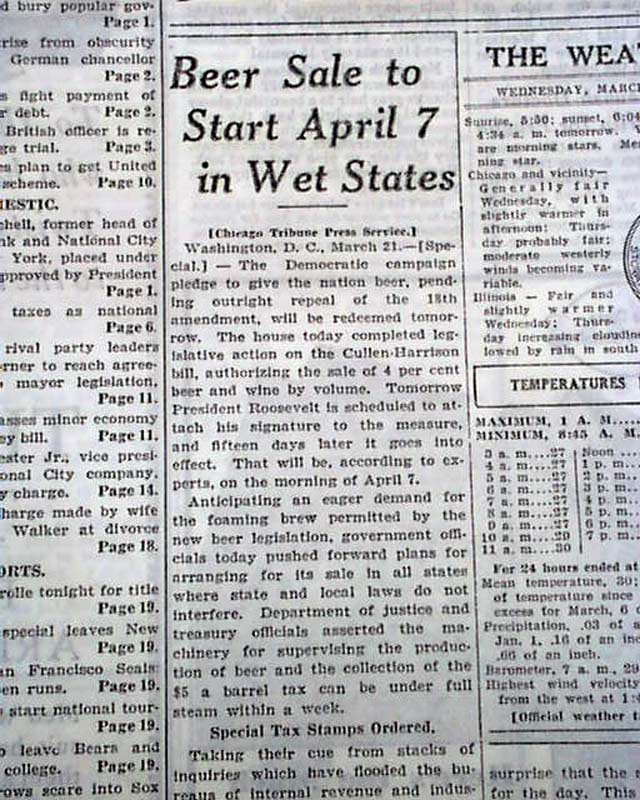 d bury popular gov-
Page 1.
rise from obscurity
German chancellor
Page 2.
s fight payment of
r debt. Page 2.
British officer is re-
ge trial. Page 3.
es plan to get United
scheme. Page 10.
MESTIC.
chell, former head of
nk and National City
York, placed under
approved by President
Page 1.
taxes as national
Page 6.
rival party leaders
rner to reach agree-
mayor legislation,
Page 11.
asses minor economy
ey bill. Page 11.
eater Jr., vice presi-
onal City company,
y charge. Page 14.
harge made by wife
Walker at divorce
Page 18.
ORTS.
rolle tonight for title
Page 19.
special leaves New
Page 19.
an Francisco Seals
en runs. Page 19.
start national tour-
Page 19.
o leave Bears and
college. Page 19.
rows scare into Sox
Beer Sale to
Start April 7
in Wet States
[Chicago Tribune Press Service.]
Washington, D. C., March 21.—[Spe-
cial.] — The Democratic campaign
pledge to give the nation beer, pend-
ing outright repeal of the 18th
amendment, will be redeemed tomor-
row. The house today completed leg-
islative action on the Cullen-Harrison
bill, authorizing the sale of 4 per cent
beer and wine by volume. Tomorrow
President Roosevelt is scheduled to at-
tach his signature to the measure,
and fifteen days later it goes into
effect. That will be, according to ex-
perts, on the morning of April 7.
Anticipating an eager demand for
the foaming brew permitted by the
new beer legislation, government offi-
cials today pushed forward plans for
arranging for its sale in all states
where state and local laws do not
interfere. Department of justice and
treasury officials asserted the ma-
chinery for supervising the produc-
tion of beer and the collection of the
$5 a barrel tax can be under full
steam within a week.
Special Tax Stamps Ordered.
Taking their cue from stacks of
inquiries which have flooded the bu-
reaus of internal revenue and indus-
THE WEA
WEDNESDAY, MARCH
Sunrise, 5:50; sunset, 6:04
4:34 a. m. tomorrow.
are morning stars.
ning star.
Chicago and vicinity—
Generally fair
Wednesday, with
slightly warmer in
afternoon; Thurs-
day probably fair;
moderate westerly
winds becoming va-
riable.
Illinois — Fair and
slightly warmer
Wednesday; Thurs-
day increasing cloudine
lowed by rain in south
TEMPERATURES
MAXIMUM, 1 A. M.....
MINIMUM, 8:45 A. M.
3 a. m....27 Noon ...
4 a. m....27 1 p. m...
5 a. m....27 2 p. m...
6 a. m....27 3 p. m...
7 a. m....27 4 p. m...
8 a. m....27 5 p. m...
9 a. m....27 6 p. m...
10 a. m....29 7 p. m...
11 a. m....30
For 24 hours ended at
Mean temperature, 30;
of temperature since
excess for March, 6
Precipitation, .03 of a
Jan. 1, .16 of an inc
.66 of an inch.
Barometer, 7 a. m., 29
Highest wind velocity
from the west at 1:4
[Official weather
surprise that the
for the day. This